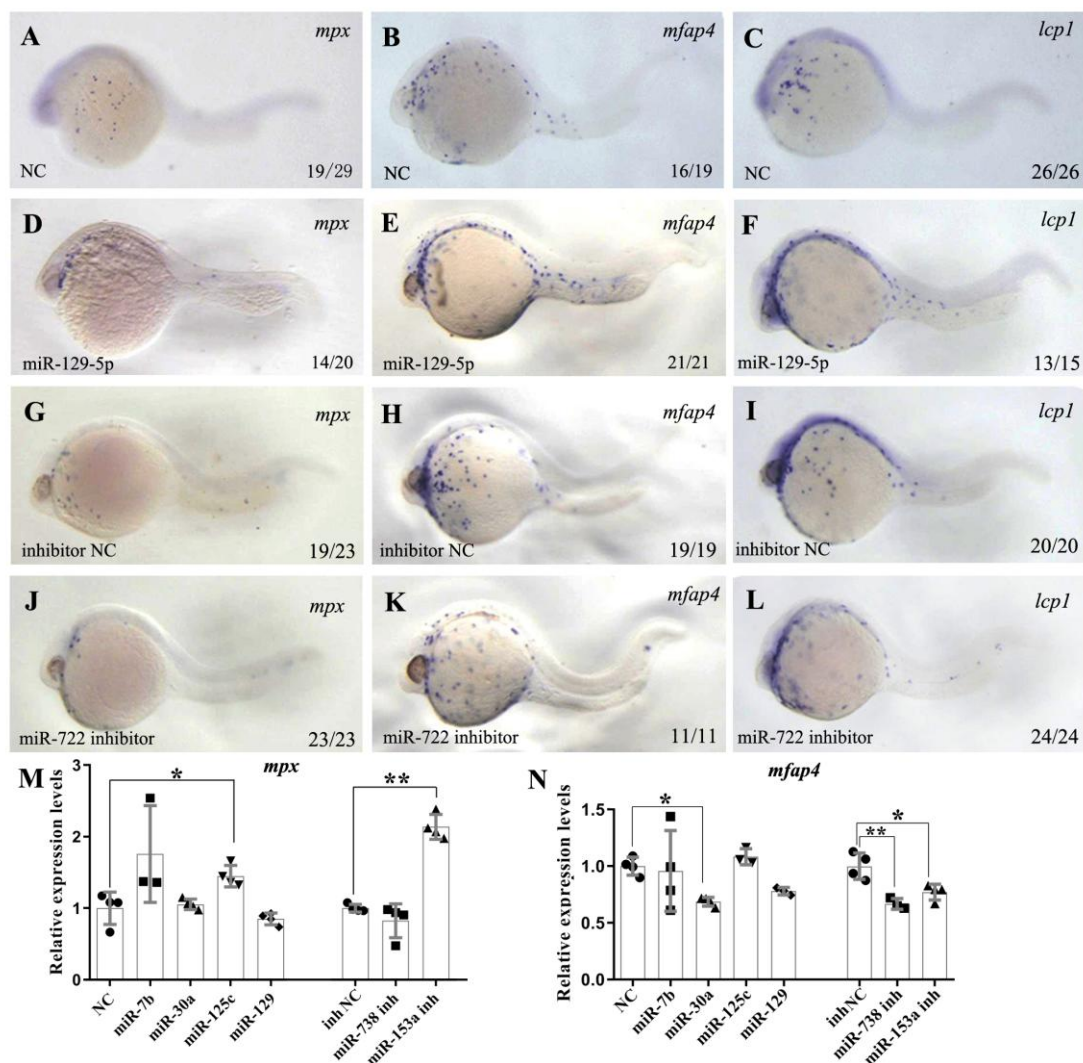 A
mpx
NC
19/29
B
mfap4
NC
16/19
C
lcp1
NC
26/26
D
mpx
miR-129-5p
14/20
E
mfap4
miR-129-5p
21/21
F
lcp1
miR-129-5p
13/15
G
mpx
inhibitor NC
19/23
H
mfap4
inhibitor NC
19/19
I
lcp1
inhibitor NC
20/20
J
mpx
miR-722 inhibitor
23/23
K
mfap4
miR-722 inhibitor
11/11
L
lcp1
miR-722 inhibitor
24/24
M
mpx
Relative expression levels
3
2
1
0
*
**
NC
miR-7b
miR-30a
miR-125c
miR-129
inh NC
miR-738 inh
miR-153a inh
N
mfap4
Relative expression levels
1.5
1.0
0.5
0.0
*
**
*
NC
miR-7b
miR-30a
miR-125c
miR-129
inh NC
miR-738 inh
miR-153a inh